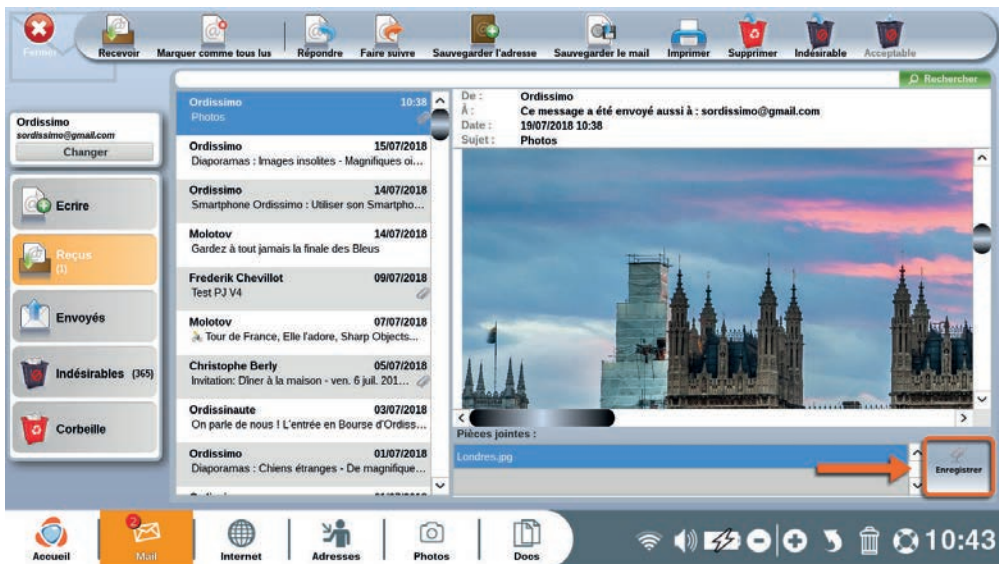 Fermer
Recevoir
Marquer comme tous lus
Répondre
Faire suivre
Sauvegarder l'adresse
Sauvegarder le mail
Imprimer
Supprimer
Indésirable
Acceptable
Rechercher
Ordissimo
sordissimo@gmail.com
Changer
Ecrire
Reçus
(1)
Envoyés
Indésirables (365)
Corbeille
Ordissimo 10:38
Photos
Ordissimo 15/07/2018
Diaporamas : Images insolites - Magnifiques oi...
Ordissimo 14/07/2018
Smartphone Ordissimo : Utiliser son Smartpho...
Molotov 14/07/2018
Gardez à tout jamais la finale des Bleus
Frederik Chevillot 09/07/2018
Test PJ V4
Molotov 07/07/2018
Tour de France, Elle l'adore, Sharp Objects...
Christophe Berly 05/07/2018
Invitation: Dîner à la maison - ven. 6 juil. 201...
Ordissinaute 03/07/2018
On parle de nous ! L'entrée en Bourse d'Ordiss...
Ordissimo 01/07/2018
Diaporamas : Chiens étranges - De magnifique...
De : Ordissimo
À : Ce message a été envoyé aussi à : sordissimo@gmail.com
Date : 19/07/2018 10:38
Sujet : Photos
Pièces jointes :
Londres.jpg
Enregistrer
Accueil
2
Mail
Internet
Adresses
Photos
Docs
10:43